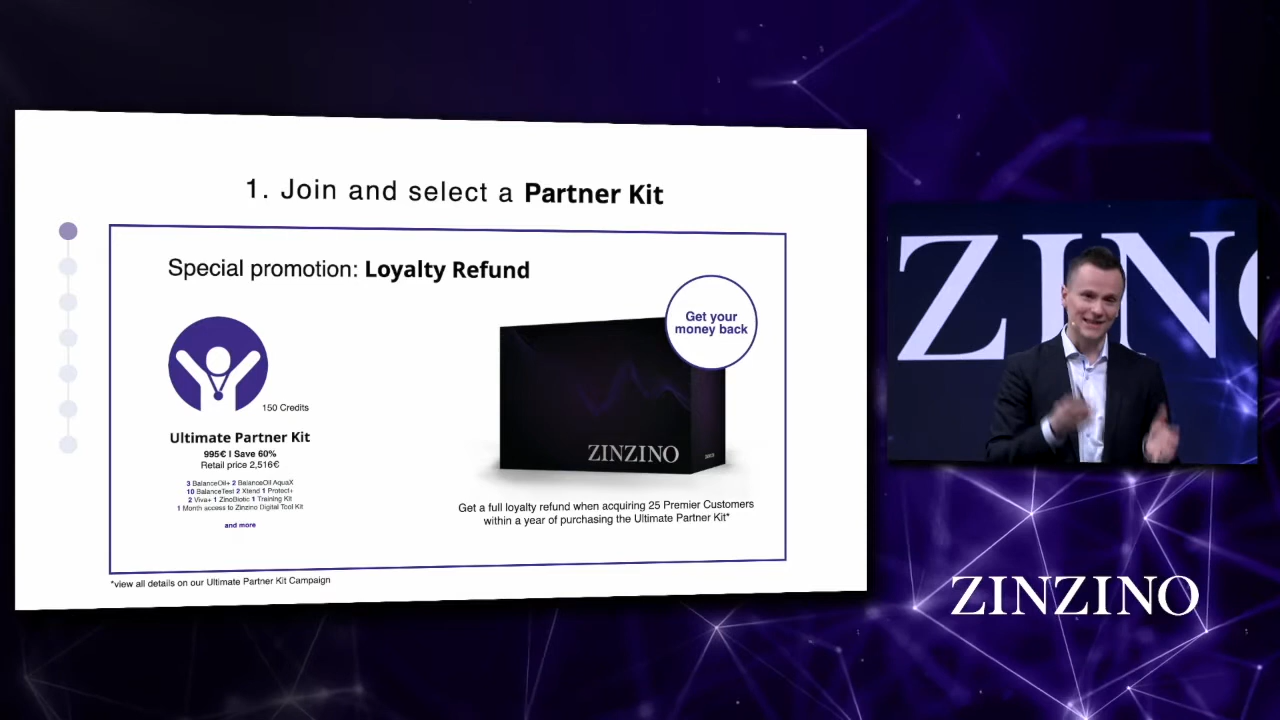 1. Join and select a Partner Kit
Special promotion: Loyalty Refund
Get your
money back
150 Credits
Ultimate Partner Kit
995€ I Save 60%
Retail price 2,516€
3 BalanceOil+ 2 BalanceOil AquaX
10 BalanceTest 2 Xtend 1 Protect+
2 Viva+ 1 ZinoBiotic 1 Training Kit
1 Month access to Zinzino Digital Tool Kit
and more
ZINZINO
Get a full loyalty refund when acquiring 25 Premier Customers
within a year of purchasing the Ultimate Partner Kit*
*view all details on our Ultimate Partner Kit Campaign
ZINZINO